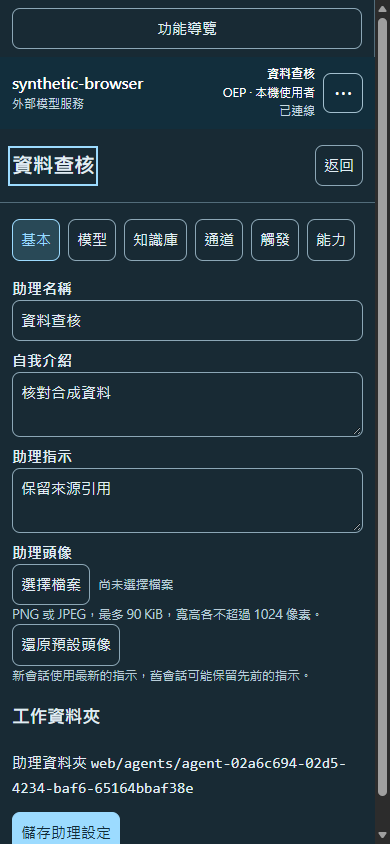 功能導覽
synthetic-browser
外部模型服務
資料查核
OEP · 本機使用者
已連線
···
資料查核
返回
基本 模型 知識庫 通道 觸發 能力
助理名稱
資料查核
自我介紹
核對合成資料
助理指示
保留來源引用
助理頭像
選擇檔案 尚未選擇檔案
PNG 或 JPEG，最多 90 KiB，寬高各不超過 1024 像素。
還原預設頭像
新會話使用最新的指示，舊會話可能保留先前的指示。
工作資料夾
助理資料夾 web/agents/agent-02a6c694-02d5-
4234-baf6-65164bbaf38e
儲存助理設定